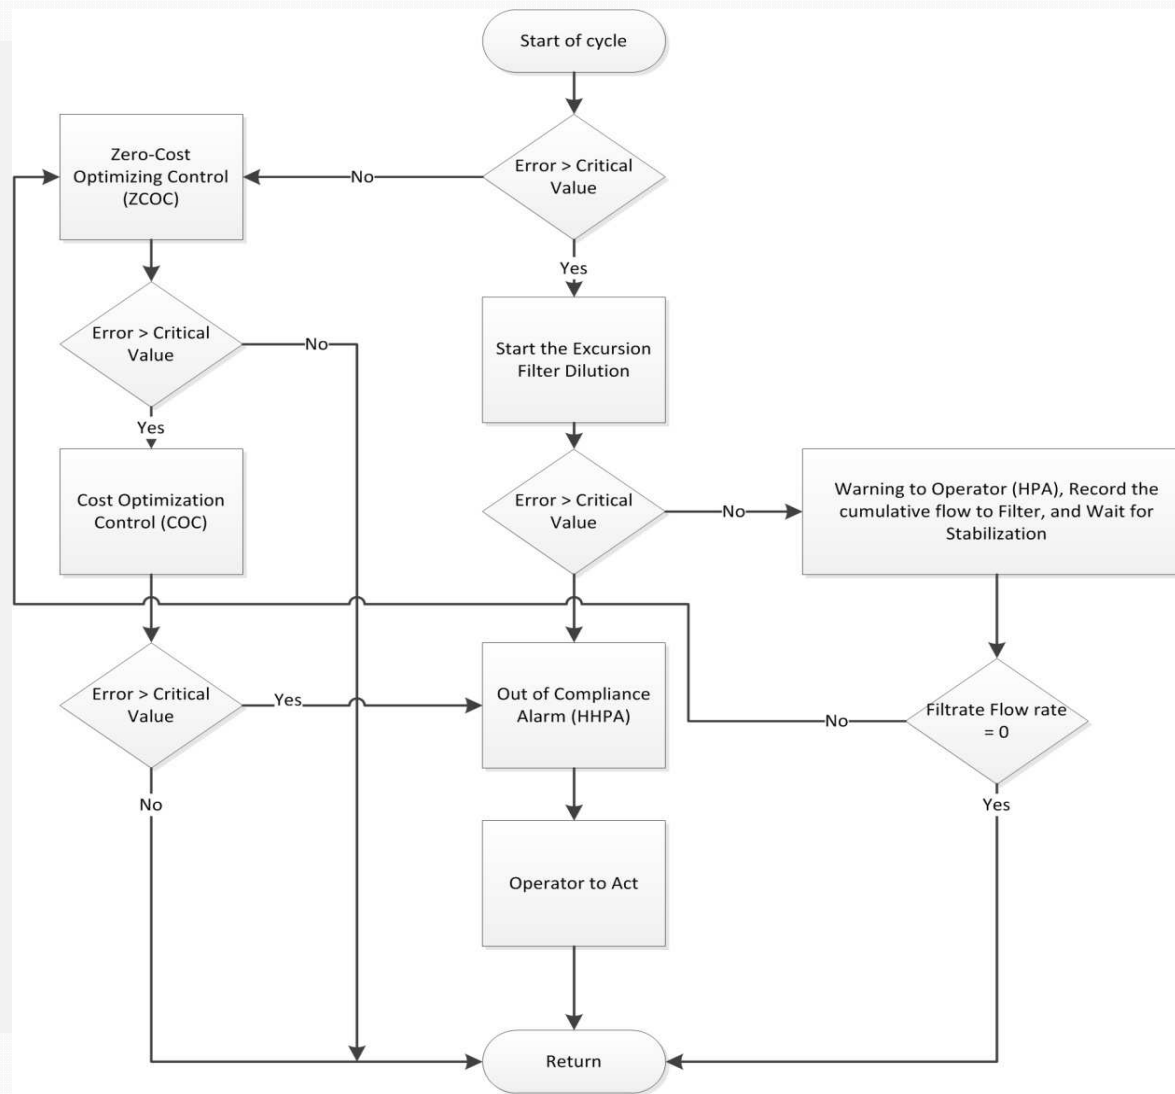 Start of cycle
Error > Critical
Value
No
Zero-Cost
Optimizing Control
(ZCOC)
Yes
Error > Critical
Value
No
Start the Excursion
Filter Dilution
Yes
Cost Optimization
Control (COC)
Error > Critical
Value
No
Warning to Operator (HPA), Record the
cumulative flow to Filter, and Wait for
Stabilization
Error > Critical
Value
Yes
Out of Compliance
Alarm (HHPA)
No
Filtrate Flow rate
= 0
No
Yes
Operator to Act
Return